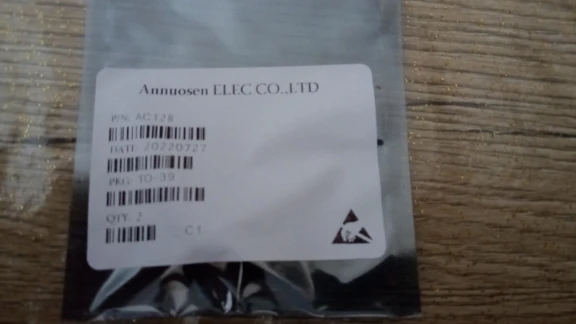 Annuosen ELEC CO.,LTD
P/N: AC128
DATE: 20220727
PKG: TO-39
QTY: 2
C1